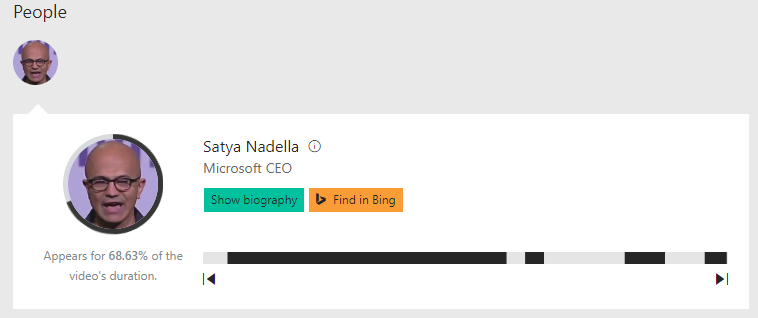 People
Satya Nadella
Microsoft CEO
Show biography
Find in Bing
Appears for 68.63% of the
video's duration.